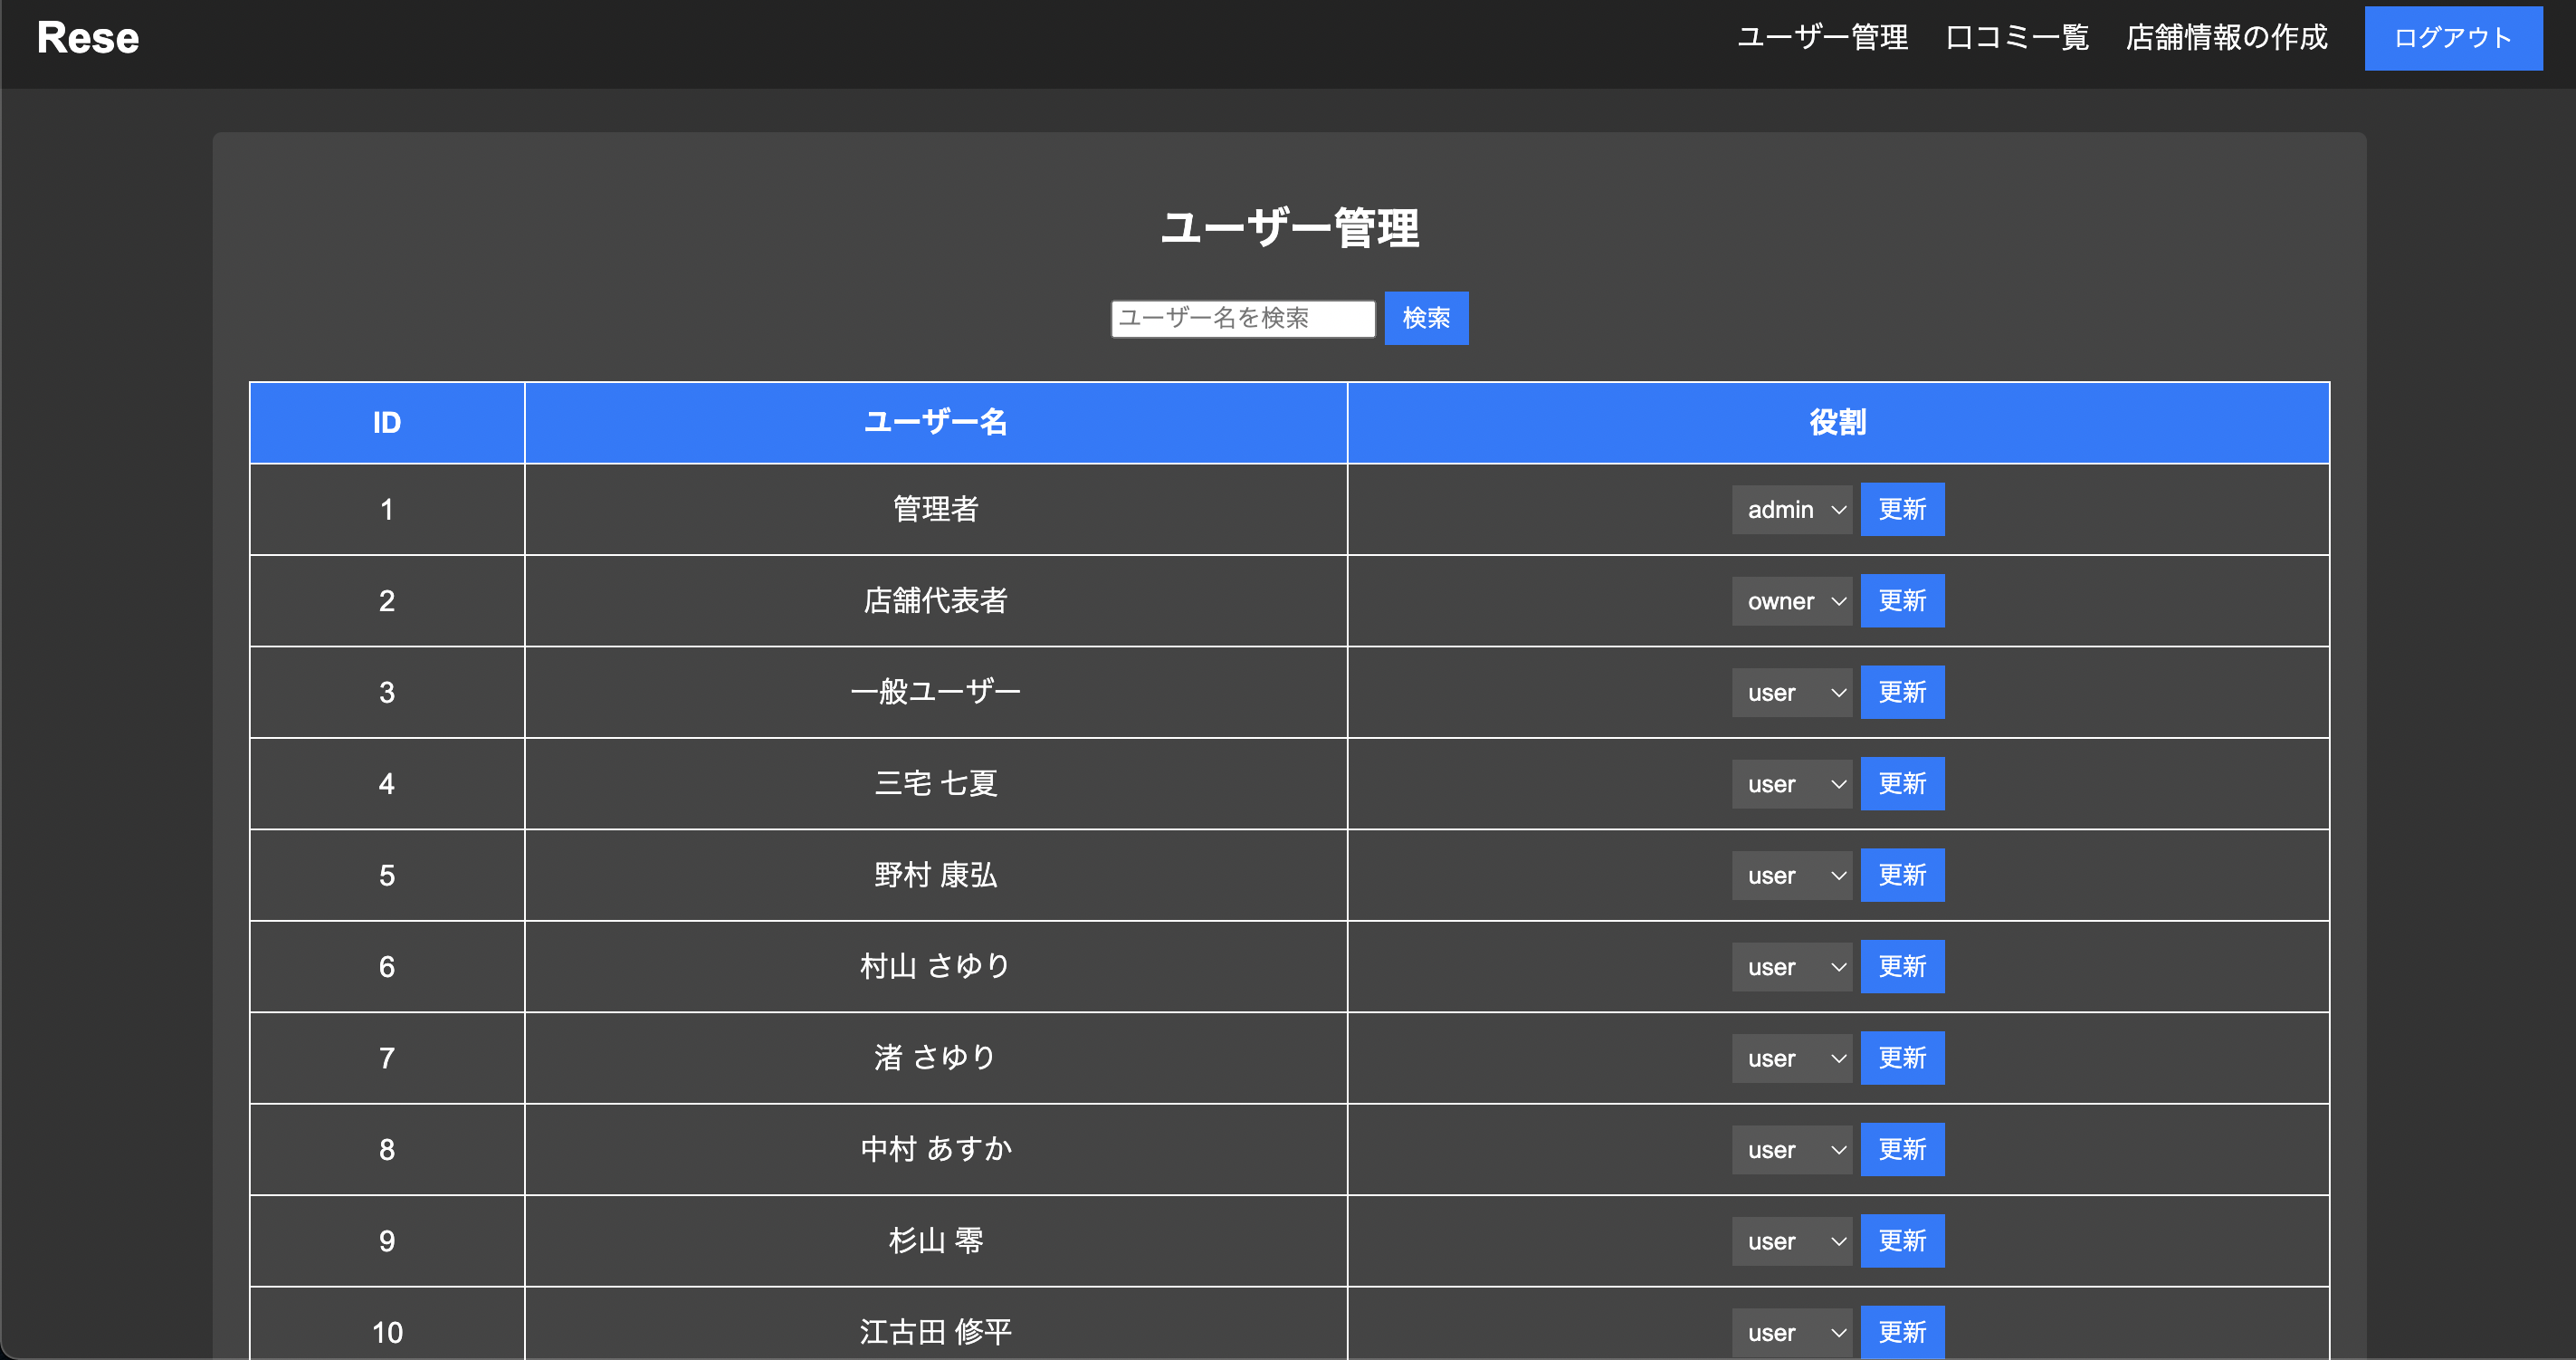 Rese ユーザー管理 口コミ一覧 店舗情報の作成 ログアウト
ユーザー管理
ユーザー名を検索 検索
ID ユーザー名 役割
1 管理者 admin 更新
2 店舗代表者 owner 更新
3 一般ユーザー user 更新
4 三宅 七夏 user 更新
5 野村 康弘 user 更新
6 村山 さゆり user 更新
7 渚 さゆり user 更新
8 中村 あすか user 更新
9 杉山 零 user 更新
10 江古田 修平 user 更新